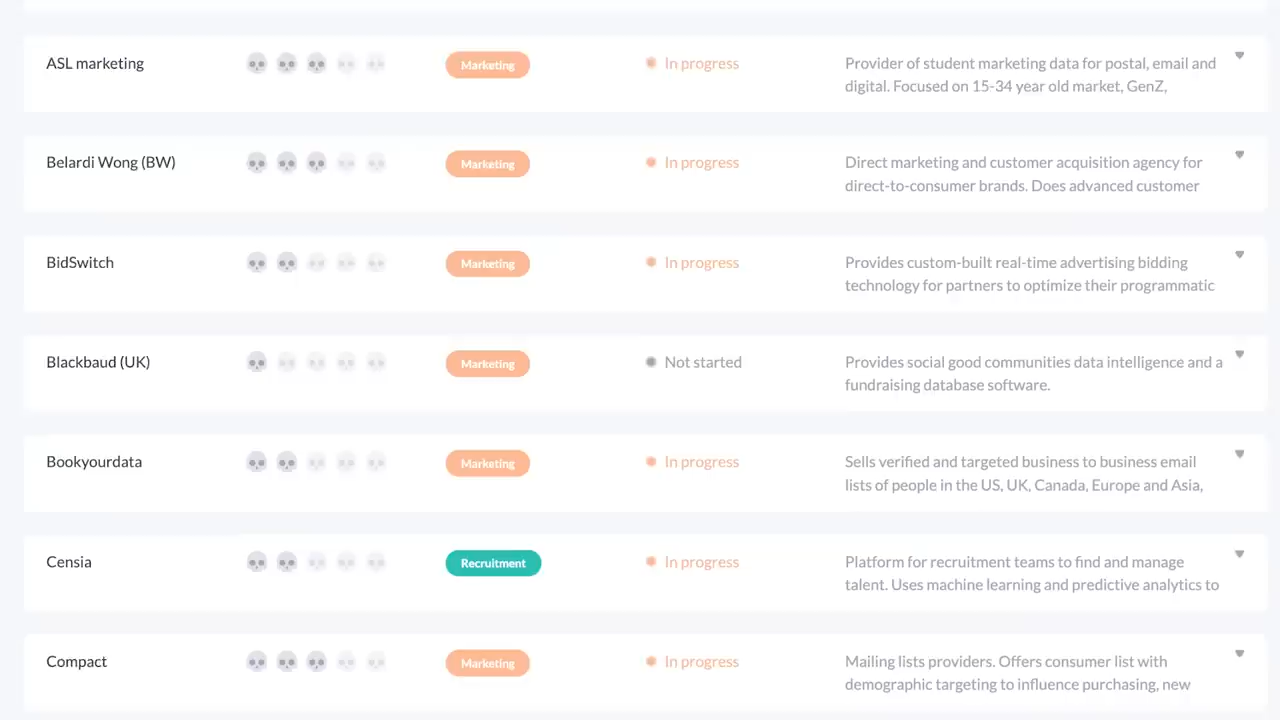 ASL marketing
Marketing
In progress
Provider of student marketing data for postal, email and
digital. Focused on 15-34 year old market, GenZ,
Belardi Wong (BW)
Marketing
In progress
Direct marketing and customer acquisition agency for
direct-to-consumer brands. Does advanced customer
BidSwitch
Marketing
In progress
Provides custom-built real-time advertising bidding
technology for partners to optimize their programmatic
Blackbaud (UK)
Marketing
Not started
Provides social good communities data intelligence and a
fundraising database software.
Bookyourdata
Marketing
In progress
Sells verified and targeted business to business email
lists of people in the US, UK, Canada, Europe and Asia,
Censia
Recruitment
In progress
Platform for recruitment teams to find and manage
talent. Uses machine learning and predictive analytics to
Compact
Marketing
In progress
Mailing lists providers. Offers consumer list with
demographic targeting to influence purchasing, new